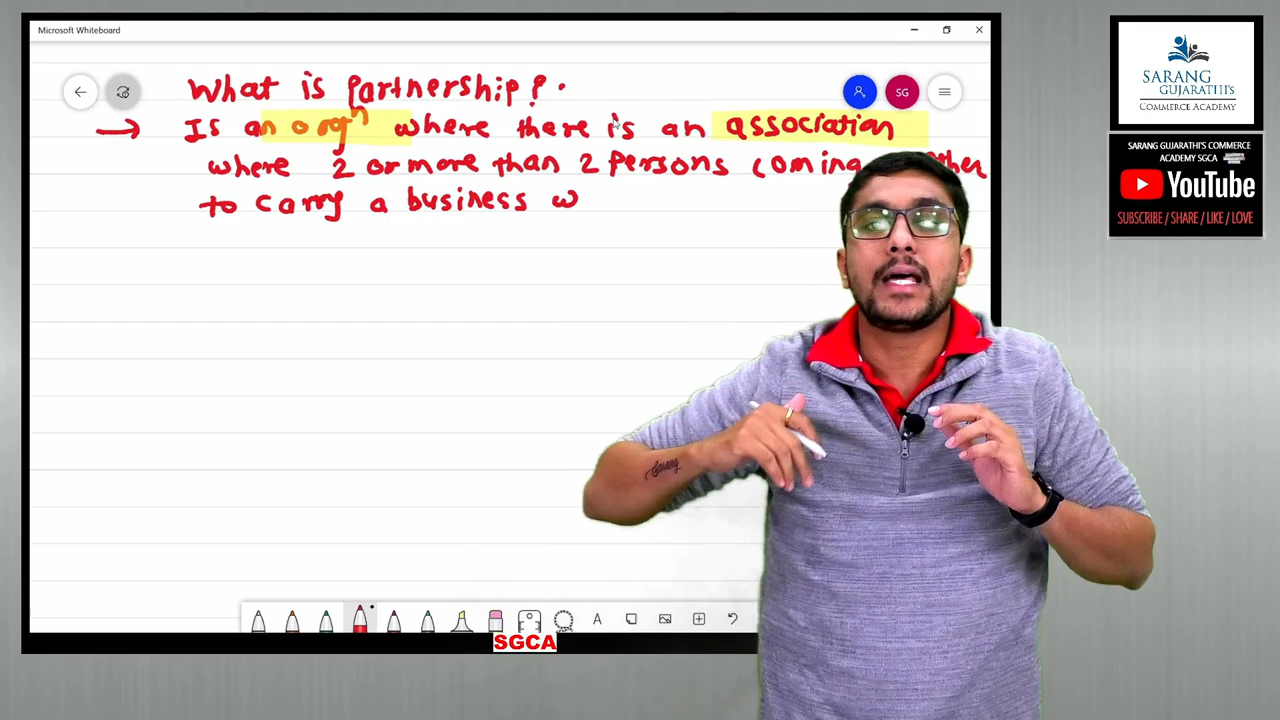 Microsoft Whiteboard
What is partnership?.
→ Is an orgⁿ where there is an association
where 2 or more than 2 persons coming
to carry a business w
SG
SARANG
GUJARATHI'S
COMMERCE ACADEMY
SARANG GUJARATHI'S COMMERCE
ACADEMY SGCA
YouTube
SUBSCRIBE / SHARE / LIKE / LOVE
Sarang
A
SGCA